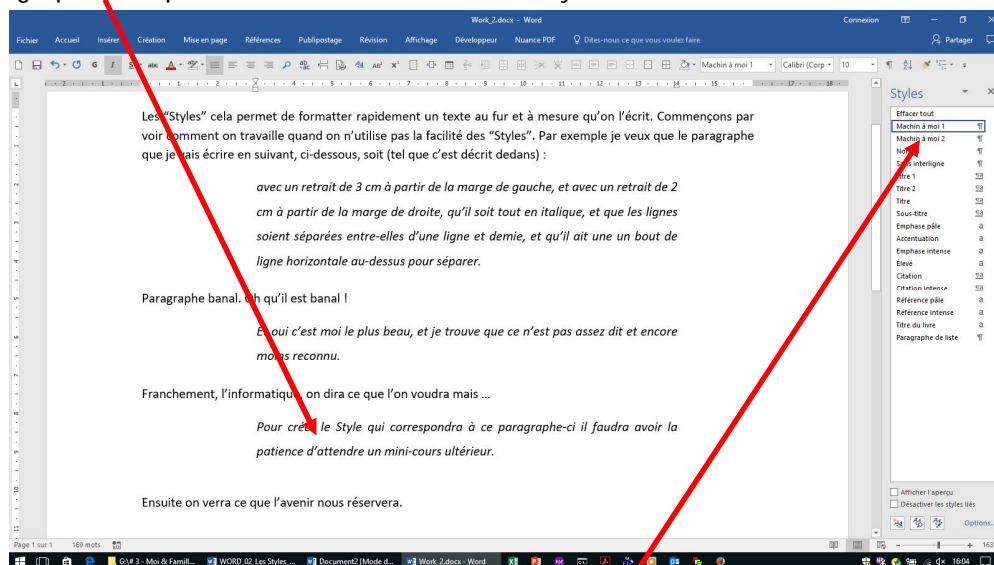 Work_2.docx - Word
Connexion
Fichier Accueil Insérer Création Mise en page Références Publipostage Révision Affichage Développeur Nuance PDF Dites-nous ce que vous voulez faire Partager
Machin à moi 1 Calibri (Corp 10
Styles
Effacer tout
Machin à moi 1
Machin à moi 2
interligne
Titre 1
Titre 2
Titre
Sous-titre
Emphase pâle
Accentuation
Emphase intense
Élevé
Citation
Citation intense
Référence pâle
Référence intense
Titre du livre
Paragraphe de liste
Afficher l'aperçu
Désactiver les styles liés
Options...
Les “Styles” cela permet de formatter rapidement un texte au fur et à mesure qu’on l’écrit. Commençons par
voir comment on travaille quand on n’utilise pas la facilité des “Styles”. Par exemple je veux que le paragraphe
que je vais écrire en suivant, ci-dessous, soit (tel que c’est décrit dedans) :
avec un retrait de 3 cm à partir de la marge de gauche, et avec un retrait de 2
cm à partir de la marge de droite, qu’il soit tout en italique, et que les lignes
soient séparées entre-elles d’une ligne et demie, et qu’il ait une un bout de
ligne horizontale au-dessus pour séparer.
Paragraphe banal. Oh qu’il est banal !
Et oui c’est moi le plus beau, et je trouve que ce n’est pas assez dit et encore
moins reconnu.
Franchement, l’informatique, on dira ce que l’on voudra mais ...
Pour créer le Style qui correspondra à ce paragraphe-ci il faudra avoir la
patience d’attendre un mini-cours ultérieur.
Ensuite on verra ce que l’avenir nous réservera.
Page 1 sur 1 169 mots
163
G:\# 3 - Moi & Famill... WORD_02_Les Styles_... Document2 [Mode d... Work_2.docx - Word 16:04